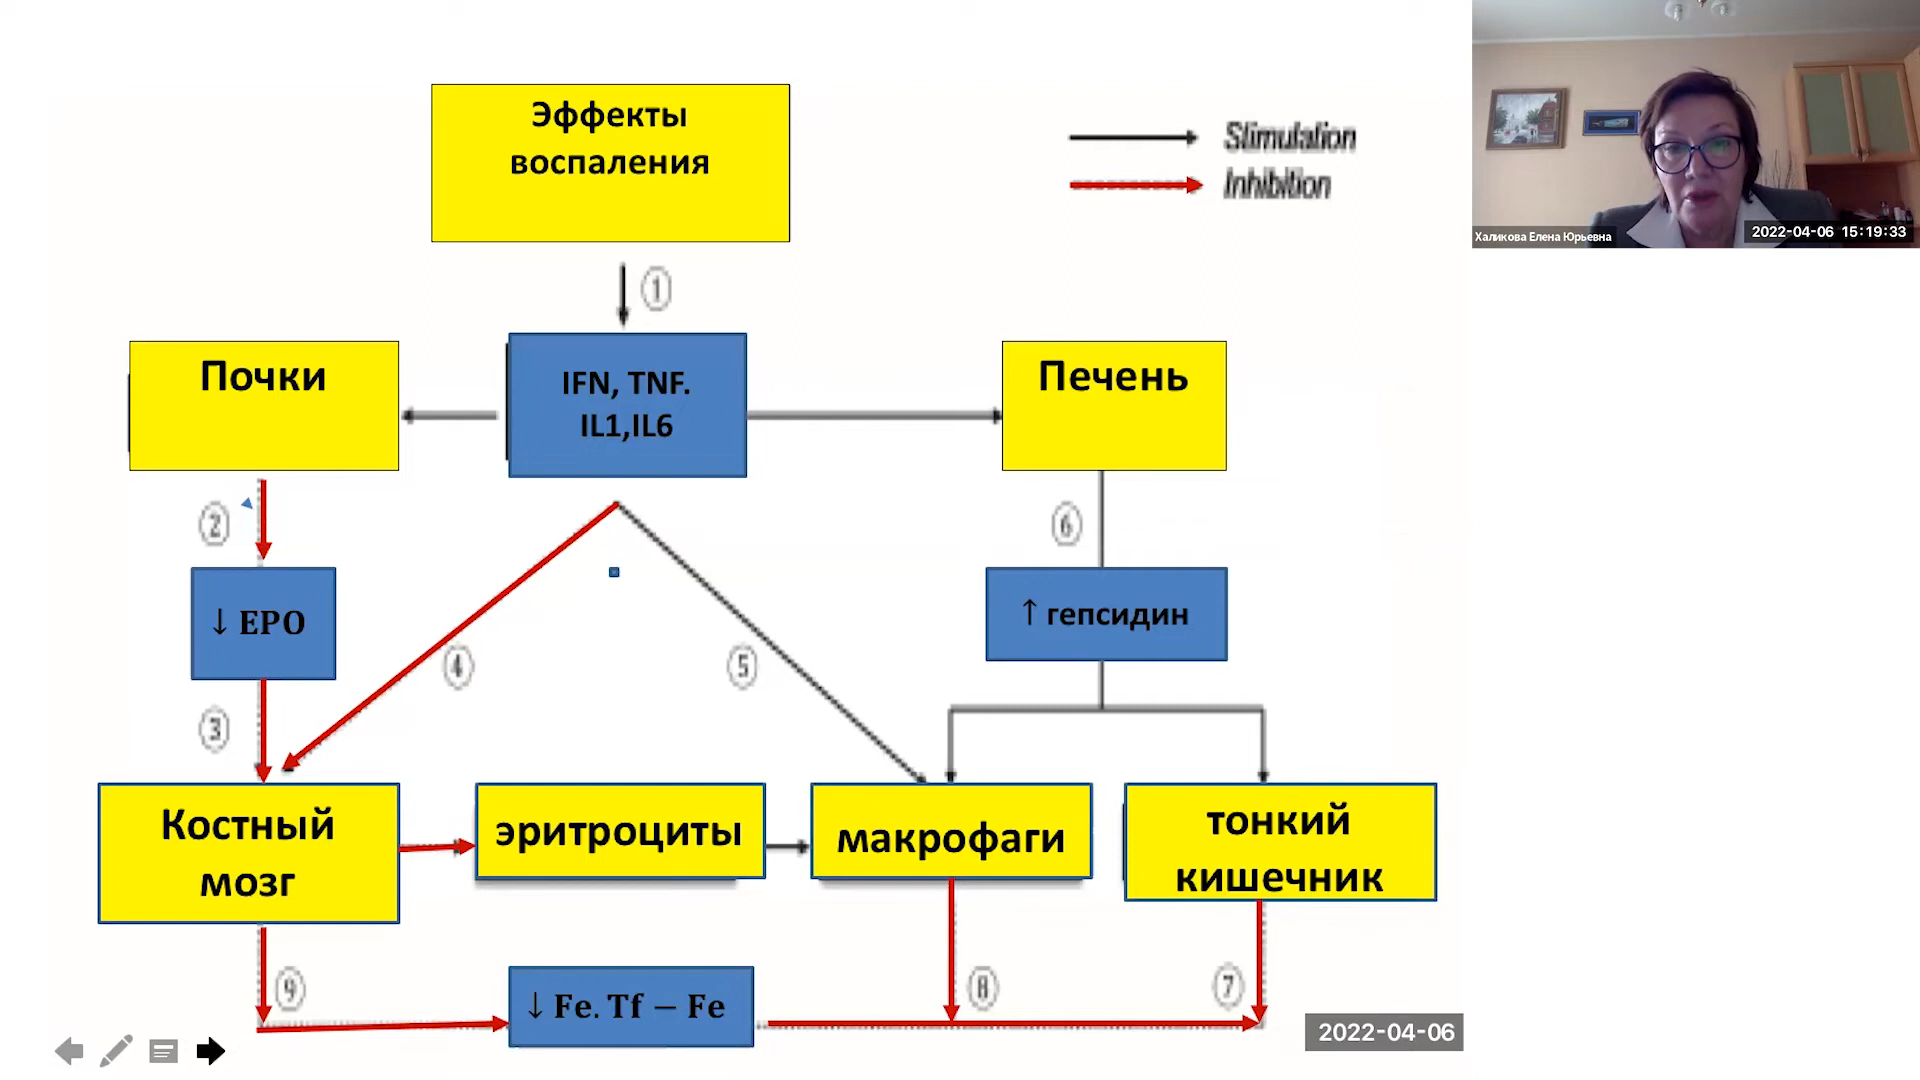 Эффекты
воспаления
Stimulation
Inhibition
Халикова Елена Юрьевна
2022-04-06 15:19:33
1
Почки
IFN, TNF.
IL1,IL6
Печень
2
6
↓ EPO
↑ гепсидин
4
5
3
Костный
мозг
эритроциты
макрофаги
тонкий
кишечник
9
8
7
↓ Fe. Tf − Fe
2022-04-06